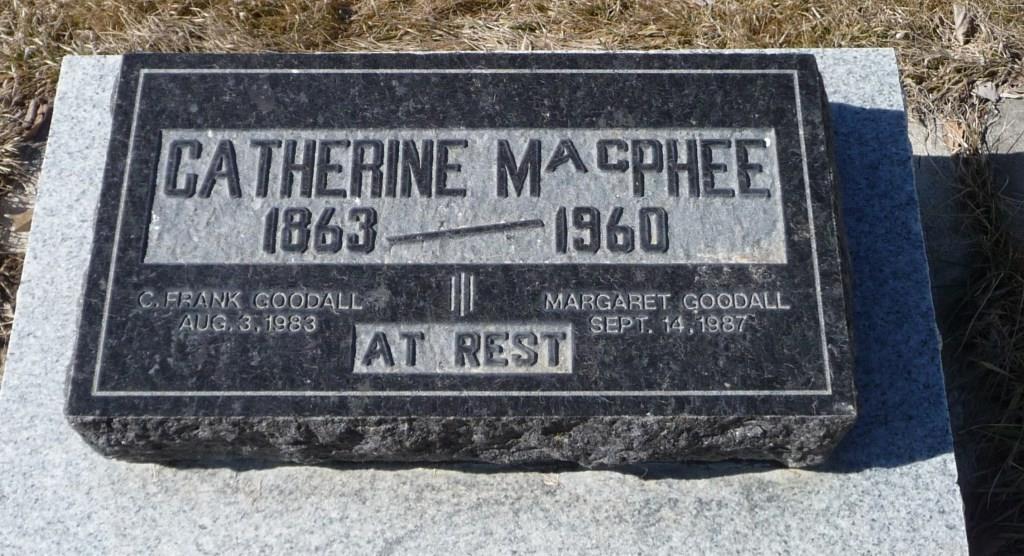 CATHERINE MACPHEE
1863 — 1960
C. FRANK GOODALL
AUG. 3, 1983
MARGARET GOODALL
SEPT. 14, 1987
AT REST